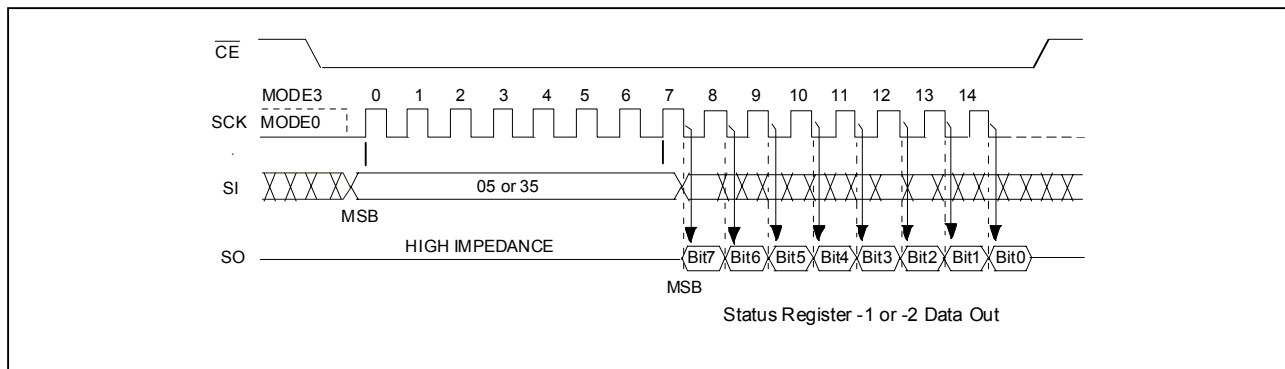 CE
MODE3 0 1 2 3 4 5 6 7 8 9 10 11 12 13 14
SCK MODE0
SI 05 or 35
MSB
SO HIGH IMPEDANCE Bit7 Bit6 Bit5 Bit4 Bit3 Bit2 Bit1 Bit0
MSB
Status Register -1 or -2 Data Out